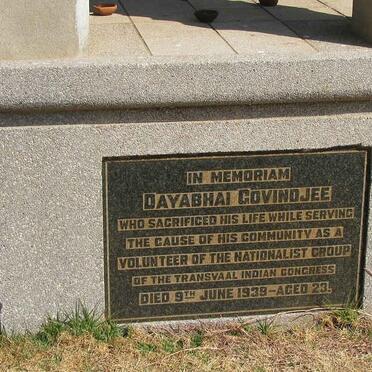 IN MEMORIAM
DAYABHAI GOVINDJEE
WHO SACRIFICED HIS LIFE WHILE SERVING
THE CAUSE OF HIS COMMUNITY AS A
VOLUNTEER OF THE NATIONALIST GROUP
OF THE TRANSVAAL INDIAN CONGRESS
DIED 9TH JUNE 1939–AGED 23.